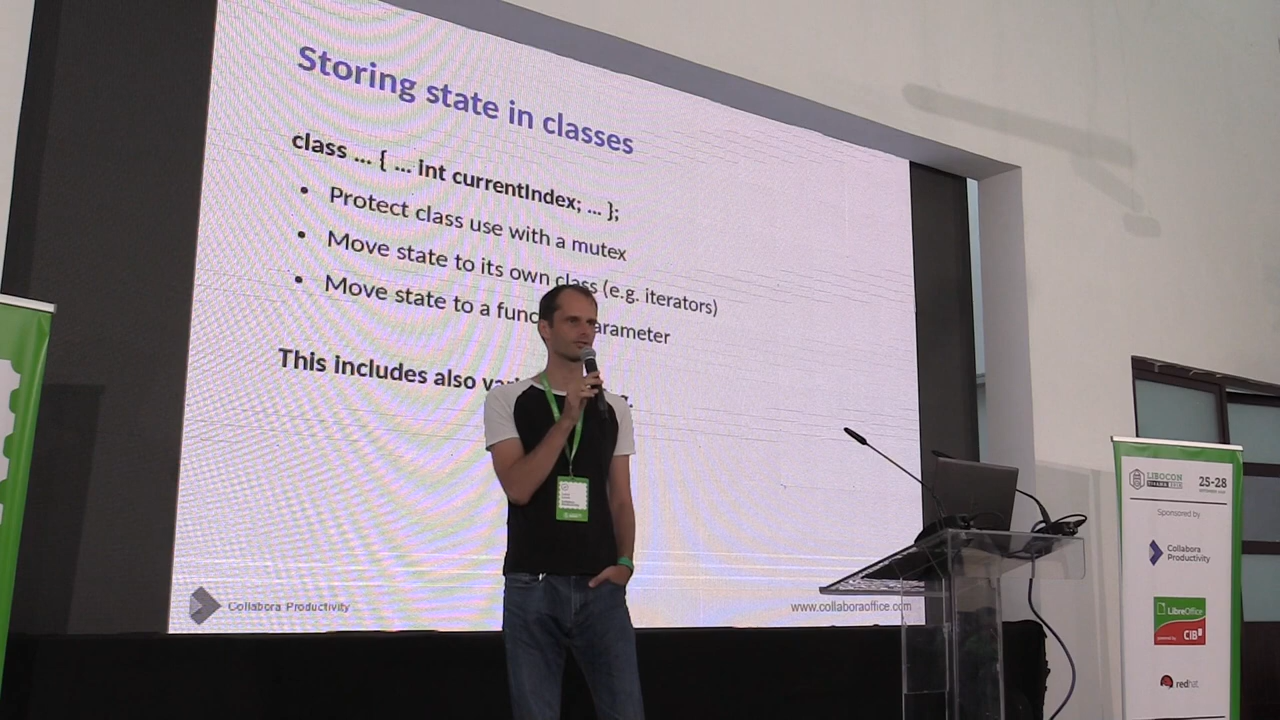 Storing state in classes
class ... { ... int currentIndex; ... };
• Protect class use with a mutex
• Move state to its own class (e.g. iterators)
• Move state to a func arameter
This includes also
Collabora Productivity
www.collaboraoffice.com
LIBOCON
25-28
Sponsored by
Collabora
Productivity
LibreOffice
powered by CIB
redhat